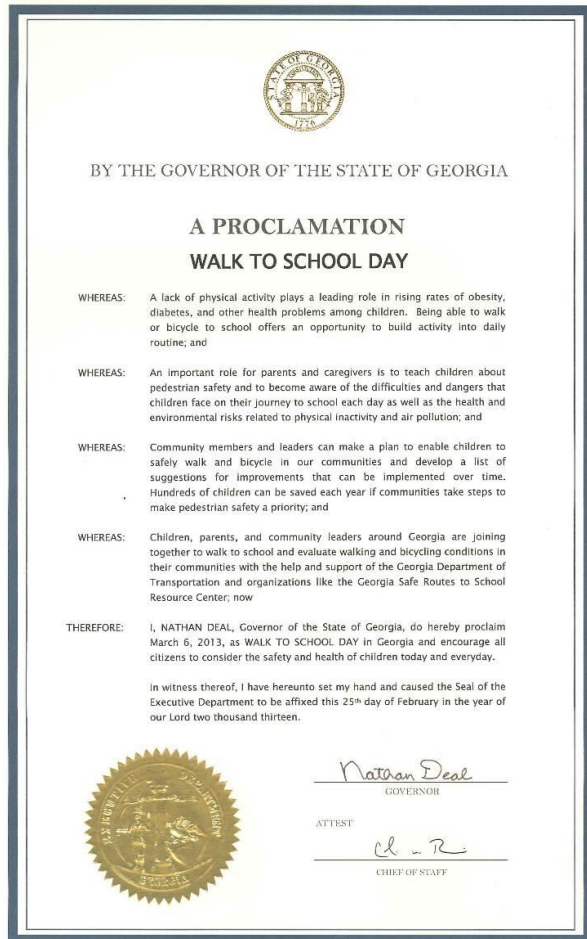 STATE OF GEORGIA
CONSTITUTION
1776
BY THE GOVERNOR OF THE STATE OF GEORGIA
A PROCLAMATION
WALK TO SCHOOL DAY
WHEREAS: A lack of physical activity plays a leading role in rising rates of obesity,
diabetes, and other health problems among children. Being able to walk
or bicycle to school offers an opportunity to build activity into daily
routine; and
WHEREAS: An important role for parents and caregivers is to teach children about
pedestrian safety and to become aware of the difficulties and dangers that
children face on their journey to school each day as well as the health and
environmental risks related to physical inactivity and air pollution; and
WHEREAS: Community members and leaders can make a plan to enable children to
safely walk and bicycle in our communities and develop a list of
suggestions for improvements that can be implemented over time.
Hundreds of children can be saved each year if communities take steps to
make pedestrian safety a priority; and
WHEREAS: Children, parents, and community leaders around Georgia are joining
together to walk to school and evaluate walking and bicycling conditions in
their communities with the help and support of the Georgia Department of
Transportation and organizations like the Georgia Safe Routes to School
Resource Center; now
THEREFORE: I, NATHAN DEAL, Governor of the State of Georgia, do hereby proclaim
March 6, 2013, as WALK TO SCHOOL DAY in Georgia and encourage all
citizens to consider the safety and health of children today and everyday.
In witness thereof, I have hereunto set my hand and caused the Seal of the
Executive Department to be affixed this 25th day of February in the year of
our Lord two thousand thirteen.
Nathan Deal
GOVERNOR
ATTEST
CHIEF OF STAFF
EXECUTIVE DEPARTMENT
GEORGIA